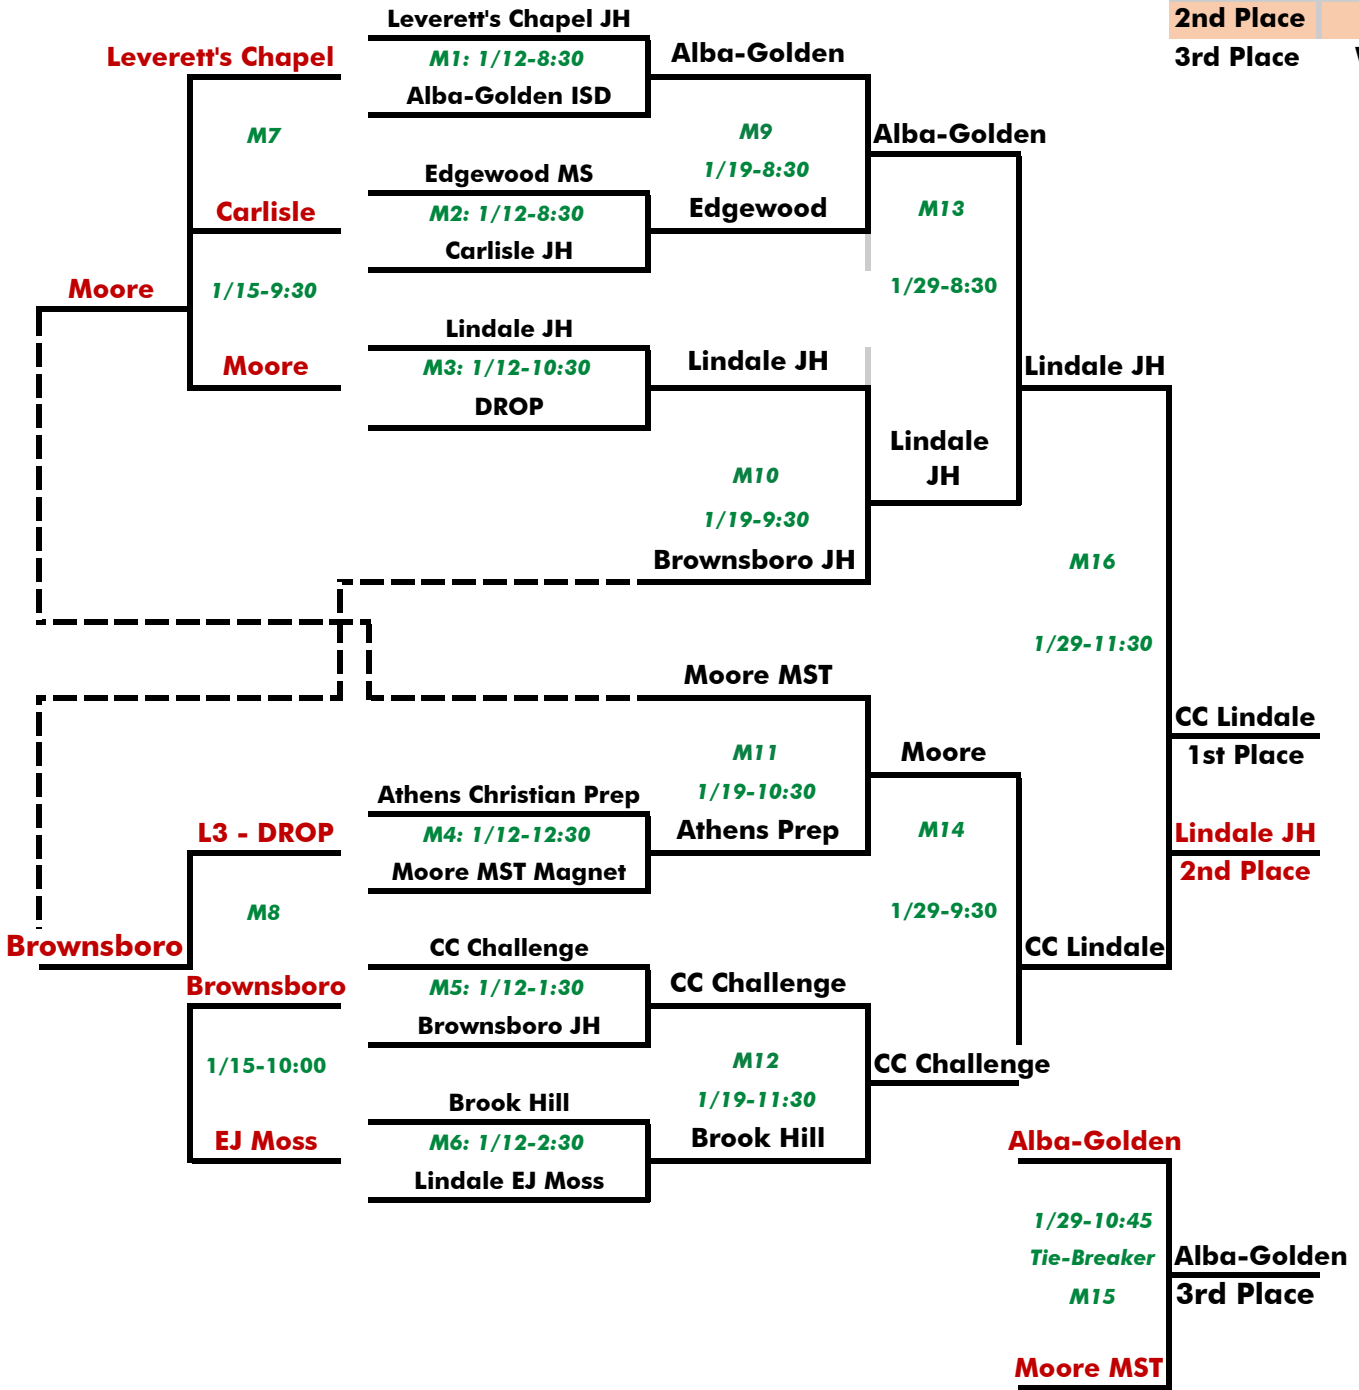 Leverett's Chapel JH
2nd Place
Leverett's Chapel
M1: 1/12-8:30
Alba-Golden
3rd Place
Alba-Golden ISD
M7
M9
Alba-Golden
Edgewood MS
1/19-8:30
Carlisle
M2: 1/12-8:30
Edgewood
M13
Carlisle JH
Moore
1/15-9:30
1/29-8:30
Lindale JH
Moore
M3: 1/12-10:30
Lindale JH
Lindale JH
DROP
Lindale
JH
M10
1/19-9:30
Brownsboro JH
M16
1/29-11:30
Moore MST
CC Lindale
M11
Moore
1st Place
Athens Christian Prep
1/19-10:30
L3 - DROP
M4: 1/12-12:30
Athens Prep
M14
Lindale JH
Moore MST Magnet
2nd Place
M8
1/29-9:30
Brownsboro
CC Challenge
CC Lindale
Brownsboro
M5: 1/12-1:30
CC Challenge
Brownsboro JH
1/15-10:00
M12
CC Challenge
Brook Hill
1/19-11:30
EJ Moss
M6: 1/12-2:30
Brook Hill
Alba-Golden
Lindale EJ Moss
1/29-10:45
Tie-Breaker
Alba-Golden
M15
3rd Place
Moore MST